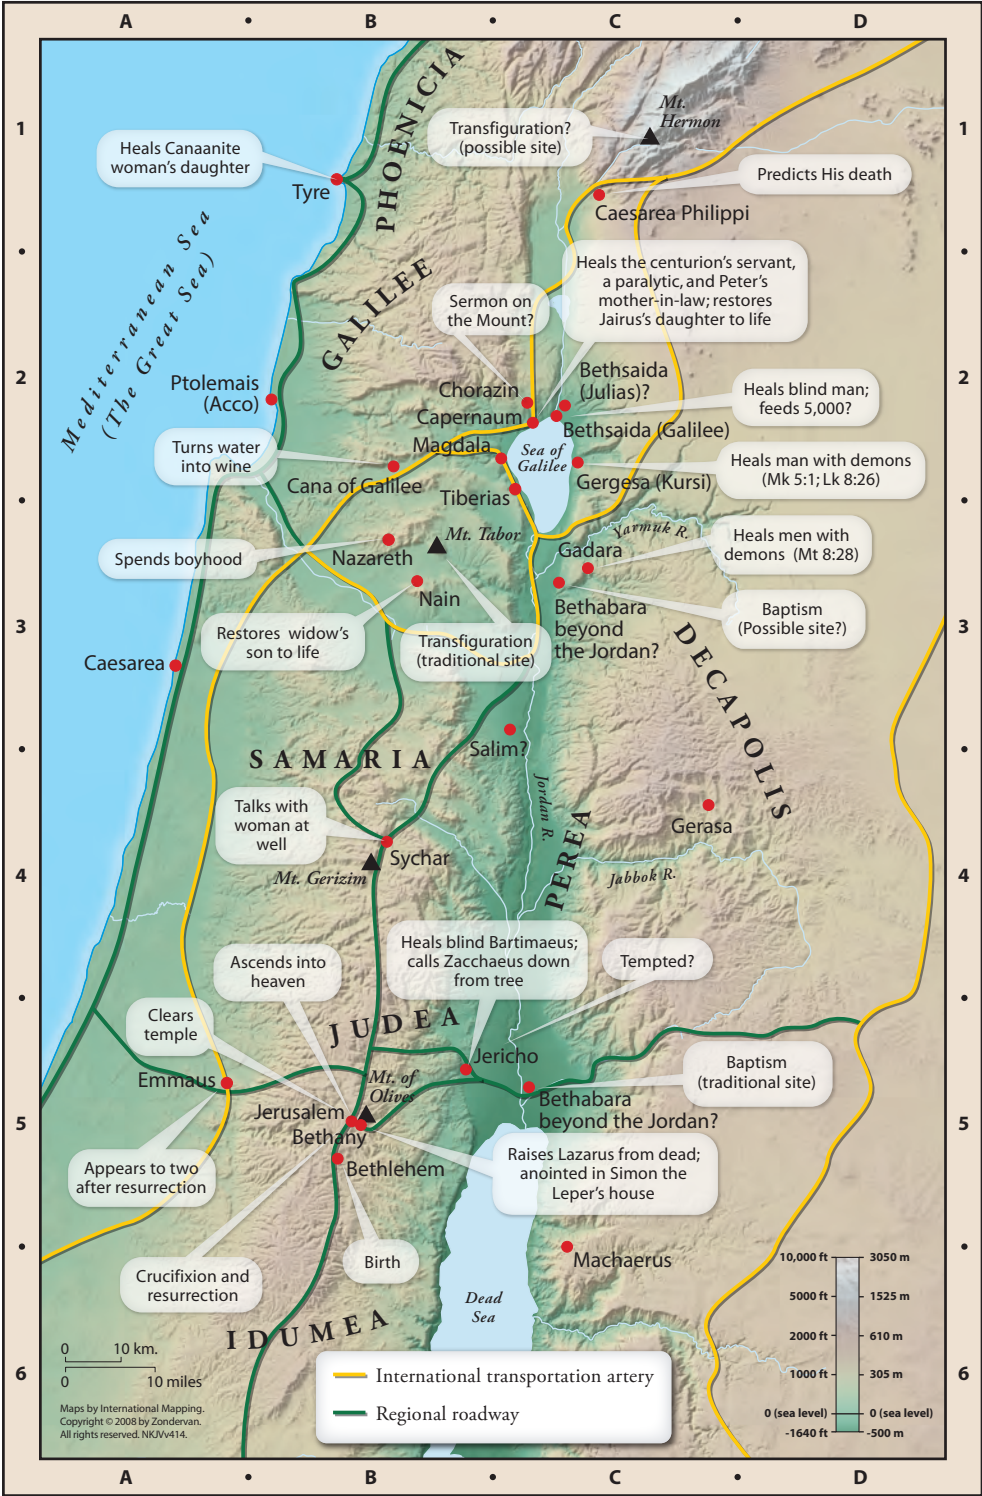 A
B
C
D
1
2
3
4
5
6
1
2
3
4
5
6
A
B
C
D
PHOENICIA
Mt.
Hermon
Transfiguration?
(possible site)
Heals Canaanite
woman's daughter
Tyre
Predicts His death
Caesarea Philippi
Mediterranean Sea
(The Great Sea)
GALILEE
Heals the centurion's servant,
a paralytic, and Peter's
mother-in-law; restores
Jairus's daughter to life
Sermon on
the Mount?
Ptolemais
(Acco)
Chorazin
Bethsaida
(Julias)?
Capernaum
Heals blind man;
feeds 5,000?
Bethsaida (Galilee)
Turns water
into wine
Magdala
Sea of
Galilee
Heals man with demons
(Mk 5:1; Lk 8:26)
Cana of Galilee
Gergesa (Kursi)
Tiberias
Yarmuk R.
Mt. Tabor
Heals men with
demons (Mt 8:28)
Spends boyhood
Nazareth
Gadara
Nain
Bethabara
beyond
the Jordan?
Baptism
(Possible site?)
Restores widow's
son to life
Transfiguration
(traditional site)
Caesarea
DECAPOLIS
SAMARIA
Salim?
Jordan R.
Talks with
woman at
well
Gerasa
Sychar
PEREA
Mt. Gerizim
Jabbok R.
Heals blind Bartimaeus;
calls Zacchaeus down
from tree
Ascends into
heaven
Tempted?
Clears
temple
JUDEA
Jericho
Emmaus
Mt. of
Olives
Baptism
(traditional site)
Jerusalem
Bethabara
beyond the Jordan?
Bethany
Appears to two
after resurrection
Bethlehem
Raises Lazarus from dead;
anointed in Simon the
Leper's house
Crucifixion and
resurrection
Birth
Machaerus
Dead
Sea
IDUMEA
10,000 ft
3050 m
5000 ft
1525 m
2000 ft
610 m
1000 ft
305 m
0 (sea level)
0 (sea level)
-1640 ft
-500 m
0
10 km.
0
10 miles
Maps by International Mapping.
Copyright © 2008 by Zondervan.
All rights reserved. NKJVv414.
International transportation artery
Regional roadway